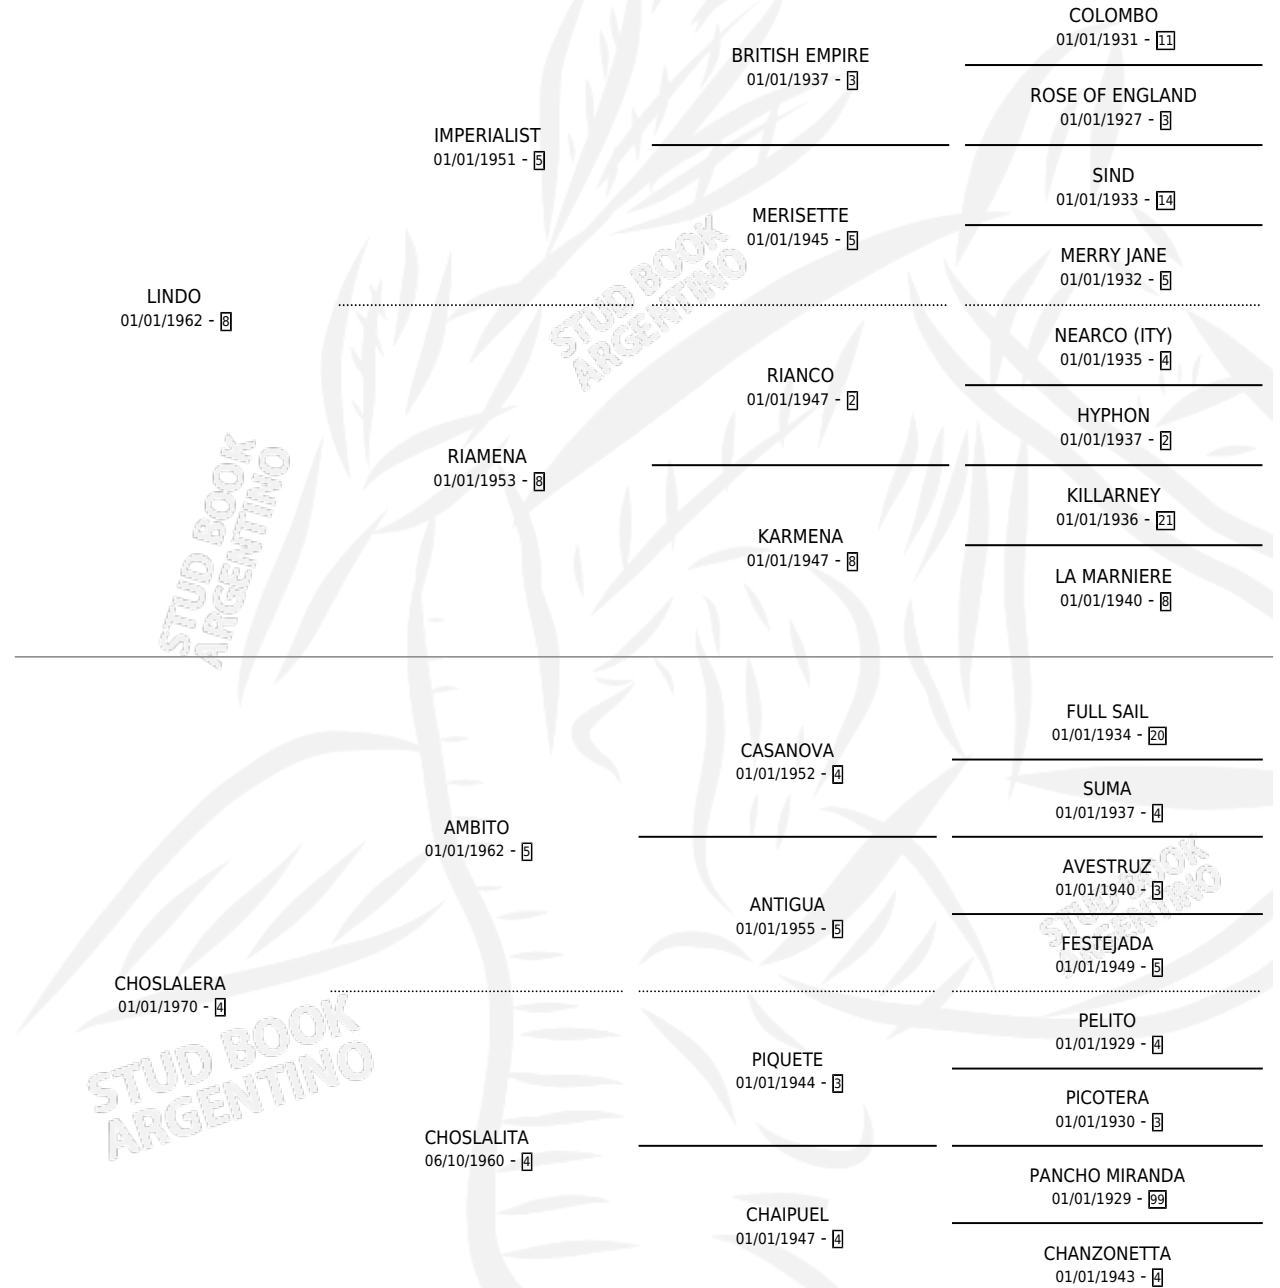 COLOMBO
01/01/1931 - 11
BRITISH EMPIRE
01/01/1937 - 3
ROSE OF ENGLAND
01/01/1927 - 3
IMPERIALIST
01/01/1951 - 5
SIND
01/01/1933 - 14
MERISETTE
01/01/1945 - 5
MERRY JANE
01/01/1932 - 5
LINDO
01/01/1962 - 8
NEARCO (ITY)
01/01/1935 - 4
RIANCO
01/01/1947 - 2
HYPHON
01/01/1937 - 2
RIAMENA
01/01/1953 - 8
KILLARNEY
01/01/1936 - 21
KARMENA
01/01/1947 - 8
LA MARNIERE
01/01/1940 - 8
FULL SAIL
01/01/1934 - 20
CASANOVA
01/01/1952 - 4
SUMA
01/01/1937 - 4
AMBITO
01/01/1962 - 5
AVESTRUZ
01/01/1940 - 3
ANTIGUA
01/01/1955 - 5
FESTEJADA
01/01/1949 - 5
CHOSLALERA
01/01/1970 - 4
PELITO
01/01/1929 - 4
PIQUETE
01/01/1944 - 3
PICOTERA
01/01/1930 - 3
CHOSLALITA
06/10/1960 - 4
PANCHO MIRANDA
01/01/1929 - 99
CHAIPUEL
01/01/1947 - 4
CHANZONETTA
01/01/1943 - 4
STUD BOOK
ARGENTINO
STUD BOOK
ARGENTINO
STUD BOOK
ARGENTINO
STUD BOOK
ARGENTINO